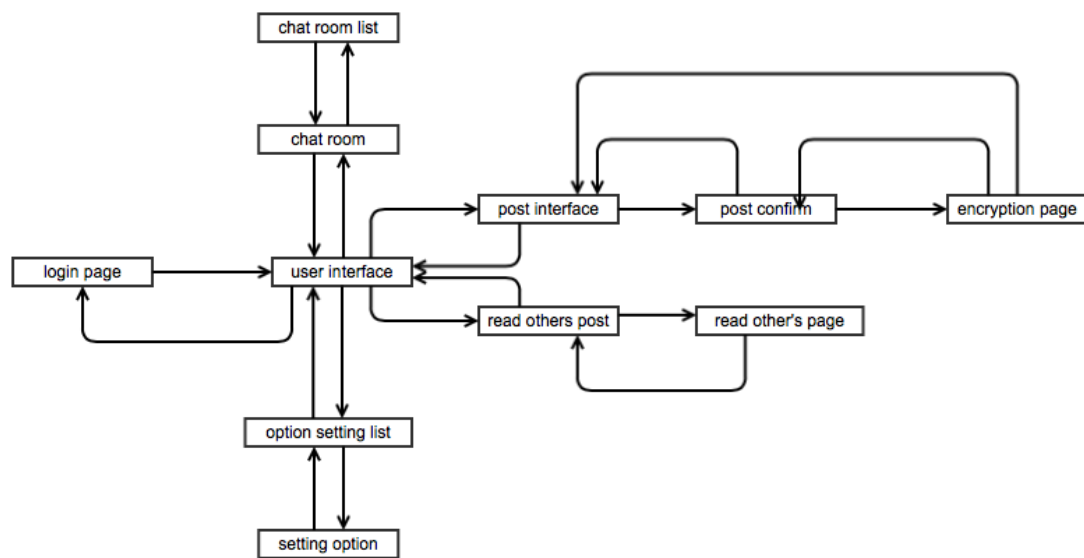 chat room list
chat room
post interface
post confirm
encryption page
login page
user interface
read others post
read other's page
option setting list
setting option